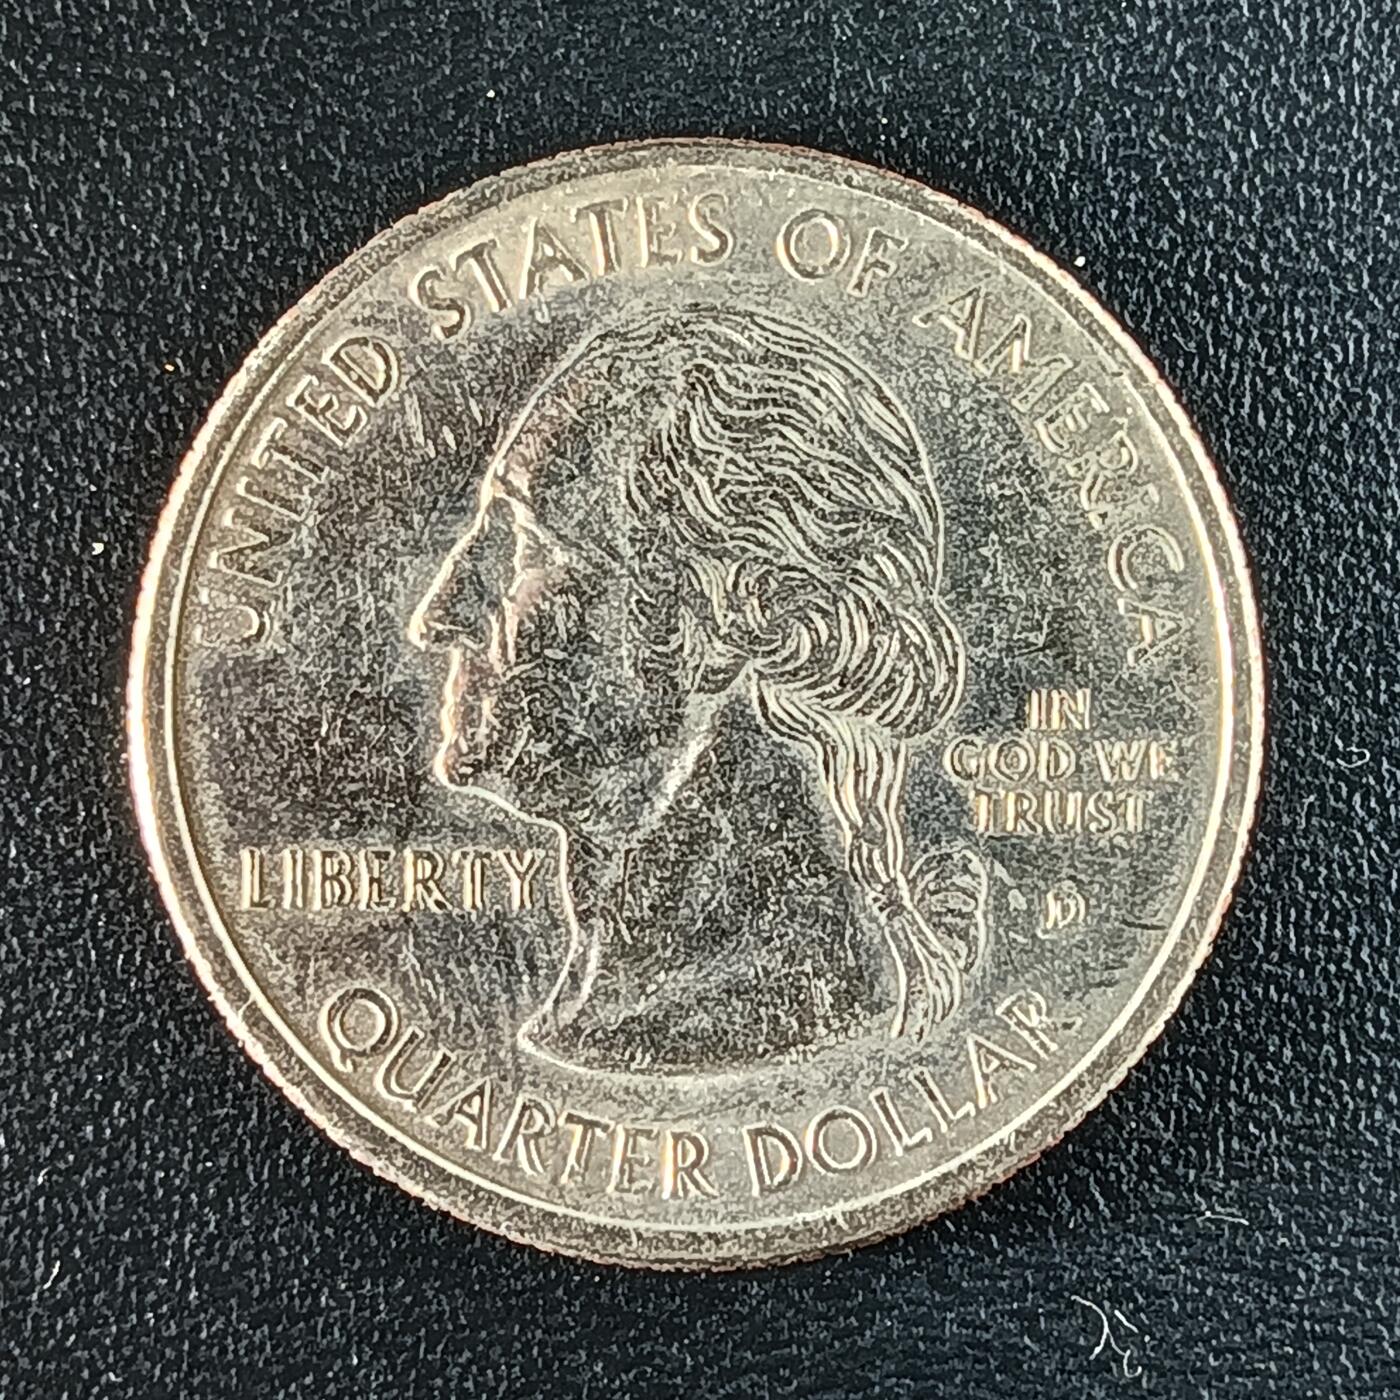 UNITED STATES OF AMERICA
LIBERTY
IN
GOD WE
TRUST
D
QUARTER DOLLAR